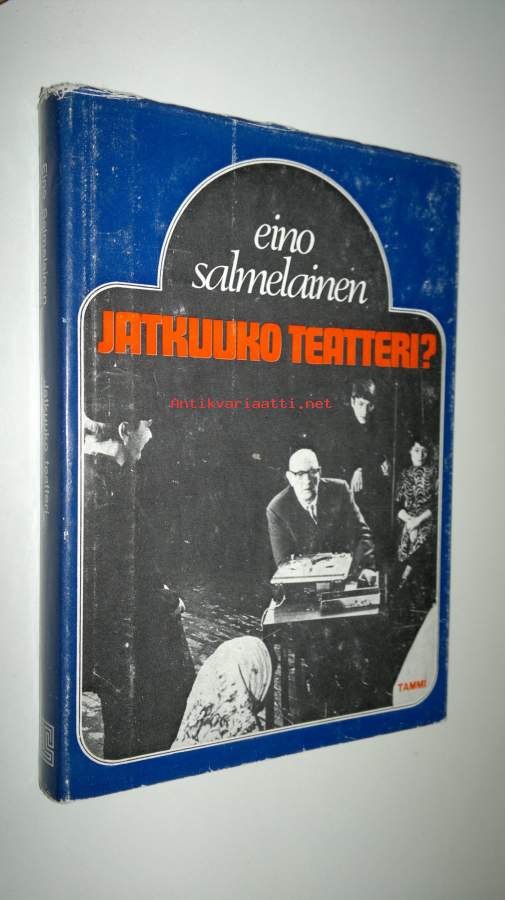 eino
salmelainen
JATKUUKO TEATTERI?
Antikvariaatti.net
TAMMI
Eino Salmelainen
Jatkuuko teatteri